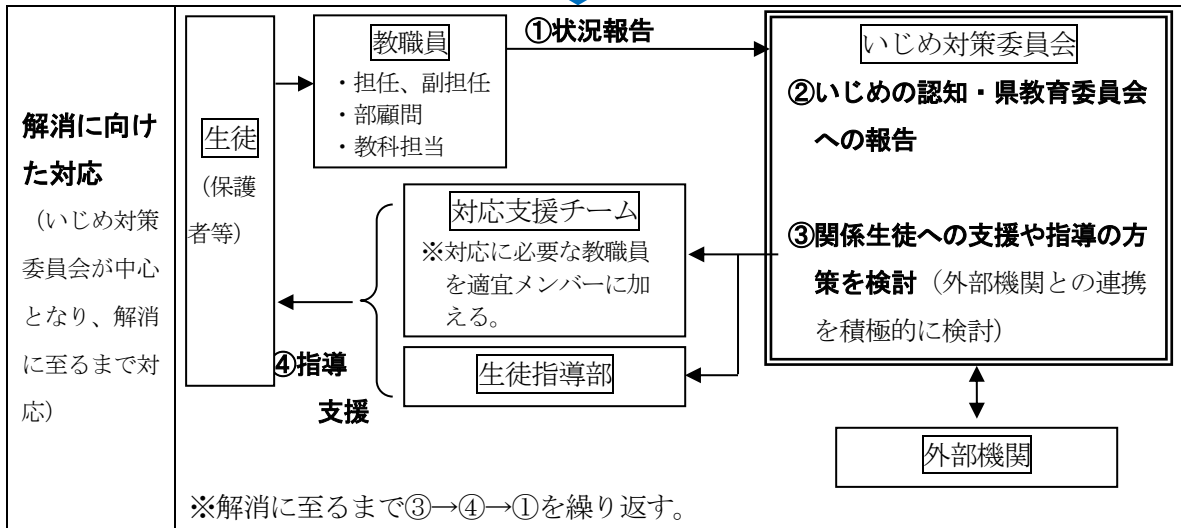 解消に向け
た対応
（いじめ対策
委員会が中心
となり、解消
に至るまで対
応）
生徒
（保護
者等）
教職員
・担任、副担任
・部顧問
・教科担当
①状況報告
いじめ対策委員会
②いじめの認知・県教育委員会
への報告
③関係生徒への支援や指導の方
策を検討（外部機関との連携
を積極的に検討）
対応支援チーム
※対応に必要な教職員
を適宜メンバーに加
える。
生徒指導部
④指導
支援
外部機関
※解消に至るまで③→④→①を繰り返す。